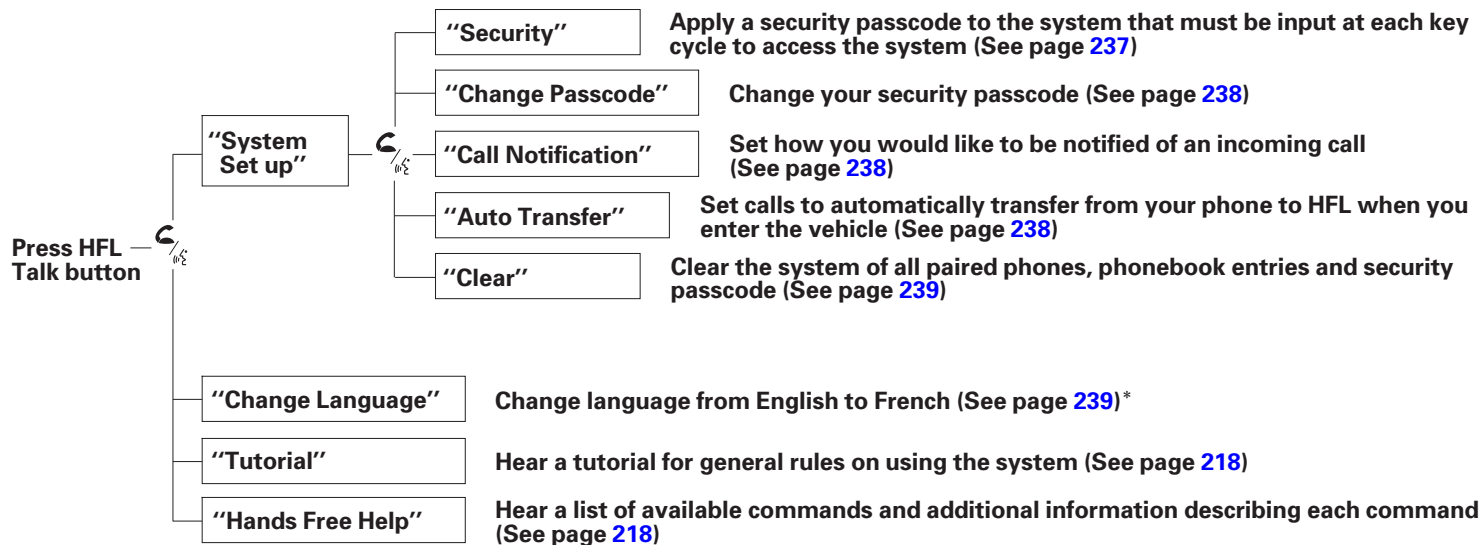 "Security"
Apply a security passcode to the system that must be input at each key
cycle to access the system (See page 237)
"Change Passcode"
Change your security passcode (See page 238)
"System
Set up"
"Call Notification"
Set how you would like to be notified of an incoming call
(See page 238)
"Auto Transfer"
Set calls to automatically transfer from your phone to HFL when you
enter the vehicle (See page 238)
Press HFL
Talk button
"Clear"
Clear the system of all paired phones, phonebook entries and security
passcode (See page 239)
"Change Language"
Change language from English to French (See page 239)*
"Tutorial"
Hear a tutorial for general rules on using the system (See page 218)
"Hands Free Help"
Hear a list of available commands and additional information describing each command
(See page 218)